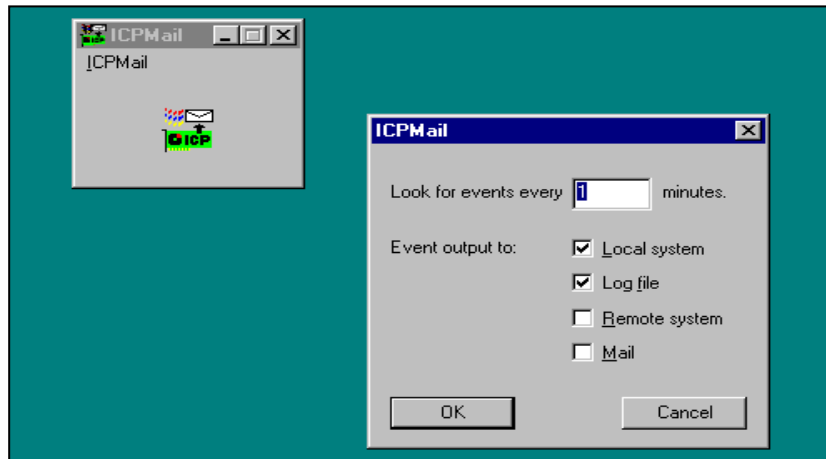 ICPMail
ICPMail
ICP
ICPMail
Look for events every 1 minutes.
Event output to:
Local system
Log file
Remote system
Mail
OK
Cancel